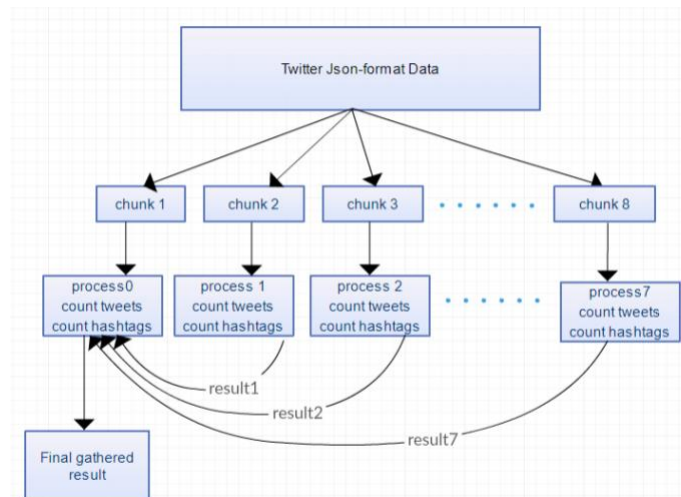 Twitter Json-format Data
chunk 1
chunk 2
chunk 3
chunk 8
process0
count tweets
count hashtags
process 1
count tweets
count hashtags
process 2
count tweets
count hashtags
process7
count tweets
count hashtags
result1
result2
result7
Final gathered
result